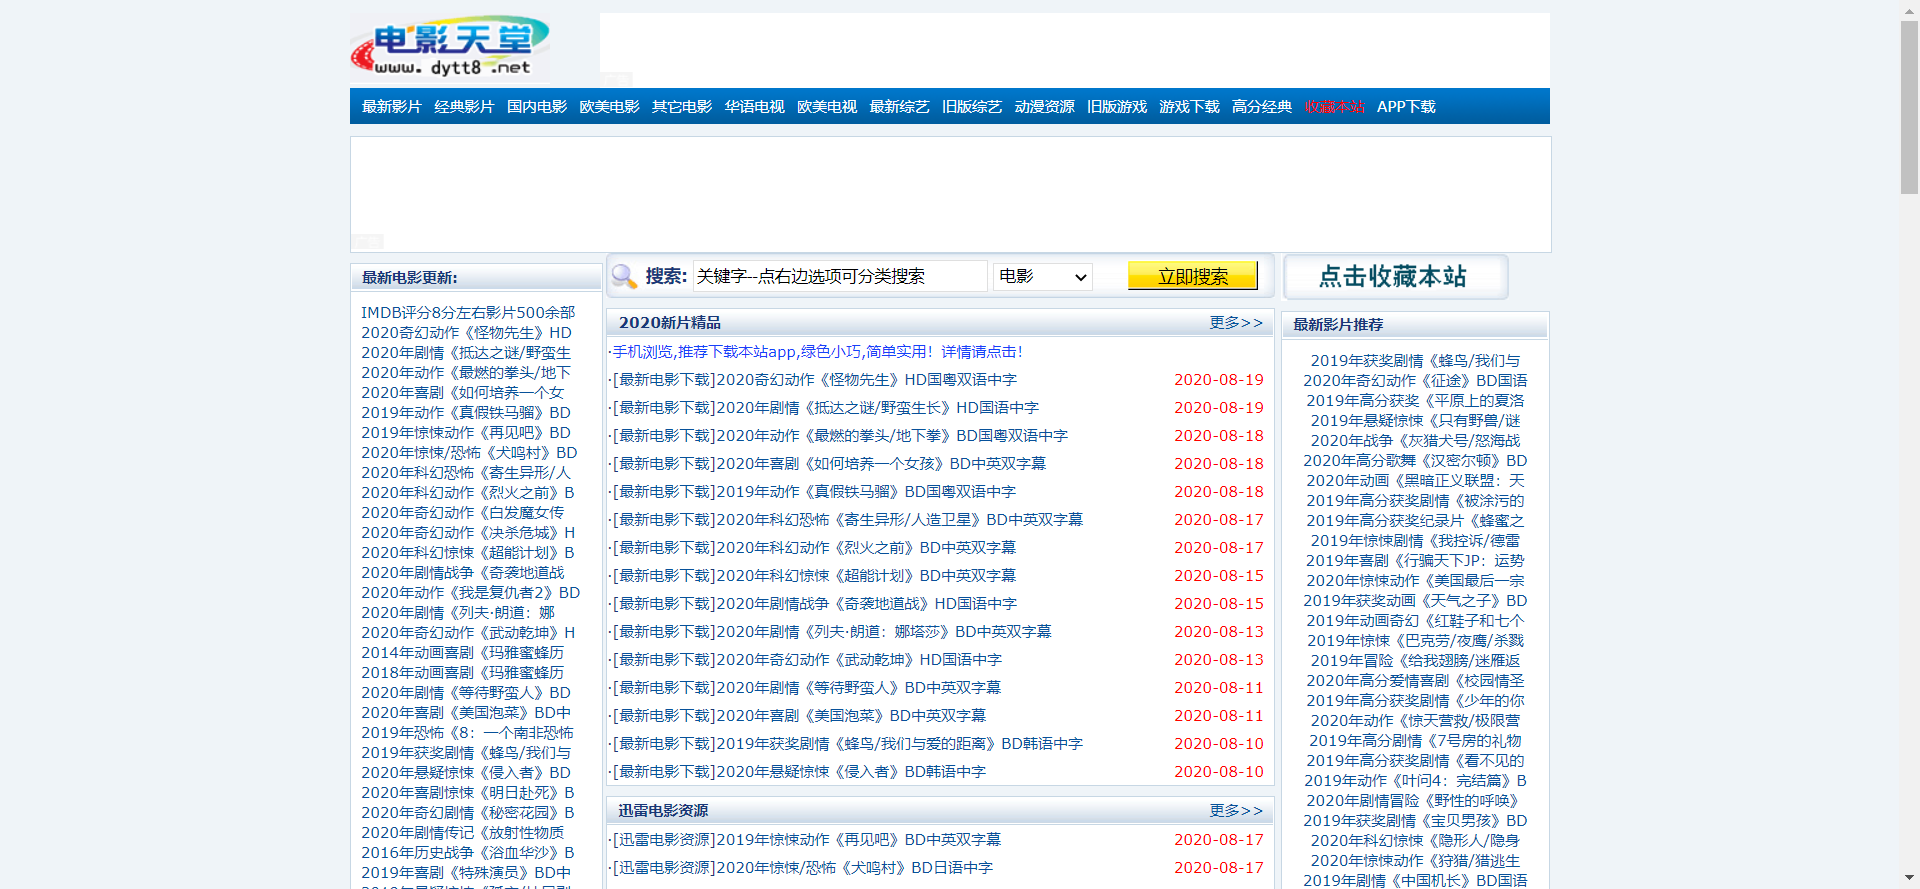 电影天堂
www. dytt8 .net
最新影片 经典影片 国内电影 欧美电影 其它电影 华语电视 欧美电视 最新综艺 旧版综艺 动漫资源 旧版游戏 游戏下载 高分经典 收藏本站 APP下载
最新电影更新:
IMDB评分8分左右影片500余部
2020奇幻动作《怪物先生》HD
2020年剧情《抵达之谜/野蛮生
2020年动作《最燃的拳头/地下
2020年喜剧《如何培养一个女
2019年动作《真假铁马骝》BD
2019年惊悚动作《再见吧》BD
2020年惊悚/恐怖《犬鸣村》BD
2020年科幻恐怖《寄生异形/人
2020年科幻动作《烈火之前》B
2020年奇幻动作《白发魔女传
2020年奇幻动作《决杀危城》H
2020年科幻惊悚《超能计划》B
2020年剧情战争《奇袭地道战
2020年动作《我是复仇者2》BD
2020年剧情《列夫·朗道：娜
2020年奇幻动作《武动乾坤》H
2014年动画喜剧《玛雅蜜蜂历
2018年动画喜剧《玛雅蜜蜂历
2020年剧情《等待野蛮人》BD
2020年喜剧《美国泡菜》BD中
2019年恐怖《8：一个南非恐怖
2019年获奖剧情《蜂鸟/我们与
2020年悬疑惊悚《侵入者》BD
2020年喜剧惊悚《明日赴死》B
2020年奇幻剧情《秘密花园》B
2020年剧情传记《放射性物质
2016年历史战争《浴血华沙》B
2019年喜剧《特殊演员》BD中
搜索: 关键字--点右边选项可分类搜索 电影 立即搜索
2020新片精品 更多>>
·手机浏览,推荐下载本站app,绿色小巧,简单实用！详情请点击！
·[最新电影下载]2020奇幻动作《怪物先生》HD国粤双语中字 2020-08-19
·[最新电影下载]2020年剧情《抵达之谜/野蛮生长》HD国语中字 2020-08-19
·[最新电影下载]2020年动作《最燃的拳头/地下拳》BD国粤双语中字 2020-08-18
·[最新电影下载]2020年喜剧《如何培养一个女孩》BD中英双字幕 2020-08-18
·[最新电影下载]2019年动作《真假铁马骝》BD国粤双语中字 2020-08-18
·[最新电影下载]2020年科幻恐怖《寄生异形/人造卫星》BD中英双字幕 2020-08-17
·[最新电影下载]2020年科幻动作《烈火之前》BD中英双字幕 2020-08-17
·[最新电影下载]2020年科幻惊悚《超能计划》BD中英双字幕 2020-08-15
·[最新电影下载]2020年剧情战争《奇袭地道战》HD国语中字 2020-08-15
·[最新电影下载]2020年剧情《列夫·朗道：娜塔莎》BD中英双字幕 2020-08-13
·[最新电影下载]2020年奇幻动作《武动乾坤》HD国语中字 2020-08-13
·[最新电影下载]2020年剧情《等待野蛮人》BD中英双字幕 2020-08-11
·[最新电影下载]2020年喜剧《美国泡菜》BD中英双字幕 2020-08-11
·[最新电影下载]2019年获奖剧情《蜂鸟/我们与爱的距离》BD韩语中字 2020-08-10
·[最新电影下载]2020年悬疑惊悚《侵入者》BD韩语中字 2020-08-10
迅雷电影资源 更多>>
·[迅雷电影资源]2019年惊悚动作《再见吧》BD中英双字幕 2020-08-17
·[迅雷电影资源]2020年惊悚/恐怖《犬鸣村》BD日语中字 2020-08-17
点击收藏本站
最新影片推荐
2019年获奖剧情《蜂鸟/我们与
2020年奇幻动作《征途》BD国语
2019年高分获奖《平原上的夏洛
2019年悬疑惊悚《只有野兽/谜
2020年战争《灰猎犬号/怒海战
2020年高分歌舞《汉密尔顿》BD
2020年动画《黑暗正义联盟：天
2019年高分获奖剧情《被涂污的
2019年高分获奖纪录片《蜂蜜之
2019年惊悚剧情《我控诉/德雷
2019年喜剧《行骗天下JP：运势
2020年惊悚动作《美国最后一宗
2019年获奖动画《天气之子》BD
2019年动画奇幻《红鞋子和七个
2019年惊悚《巴克劳/夜鹰/杀戮
2019年冒险《给我翅膀/迷雁返
2020年高分爱情喜剧《校园情圣
2019年高分获奖剧情《少年的你
2020年动作《惊天营救/极限营
2019年高分剧情《7号房的礼物
2019年高分获奖剧情《看不见的
2019年动作《叶问4：完结篇》B
2020年剧情冒险《野性的呼唤》
2019年获奖剧情《宝贝男孩》BD
2020年科幻惊悚《隐形人/隐身
2020年惊悚动作《狩猎/猎逃生
2019年剧情《中国机长》BD国语